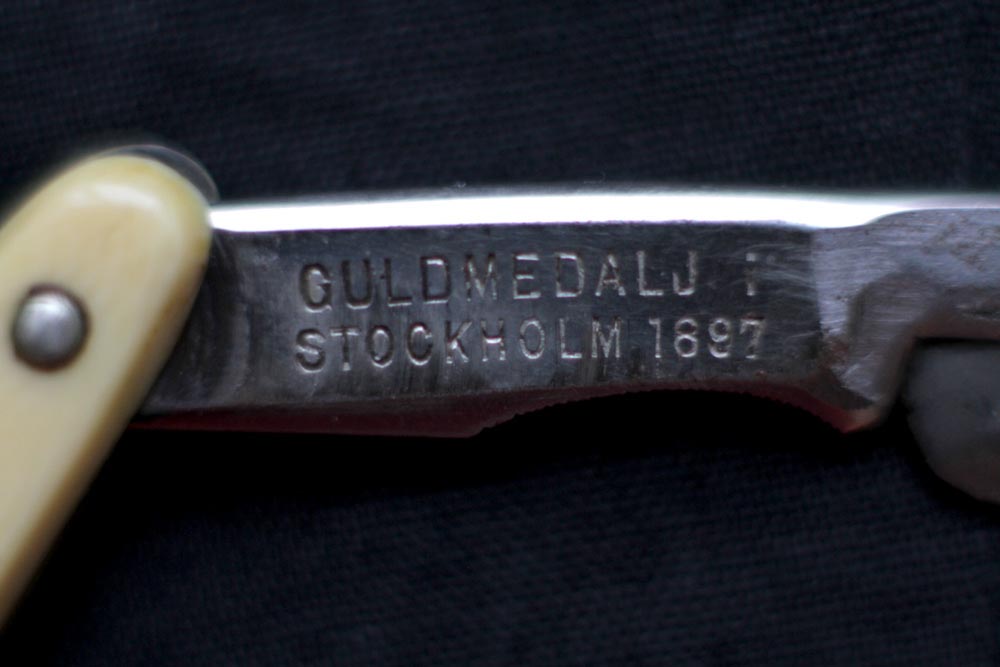 GULDMEDALJ I
STOCKHOLM 1897